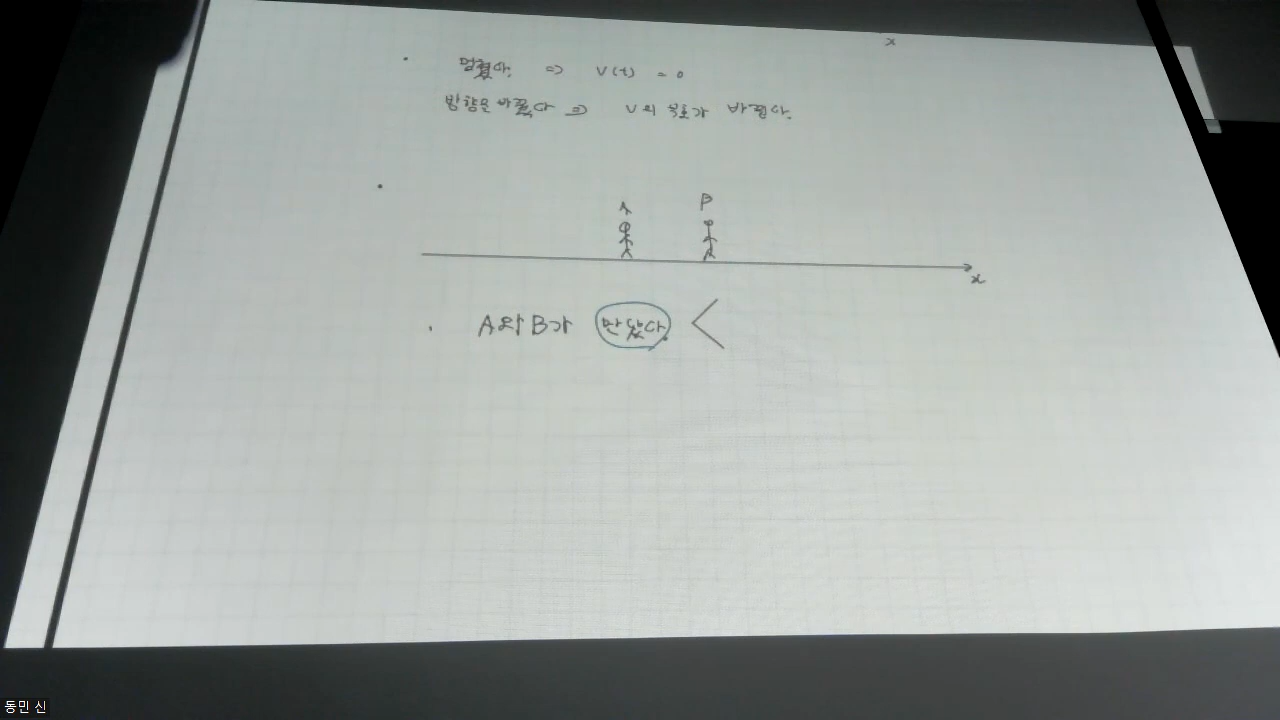 x
· 멈췄다. => v(t) = 0
방향을 바꿨다 => v의 부호가 바뀐다.
·
A B
x
· A와 B가 만났다. <
동민 신